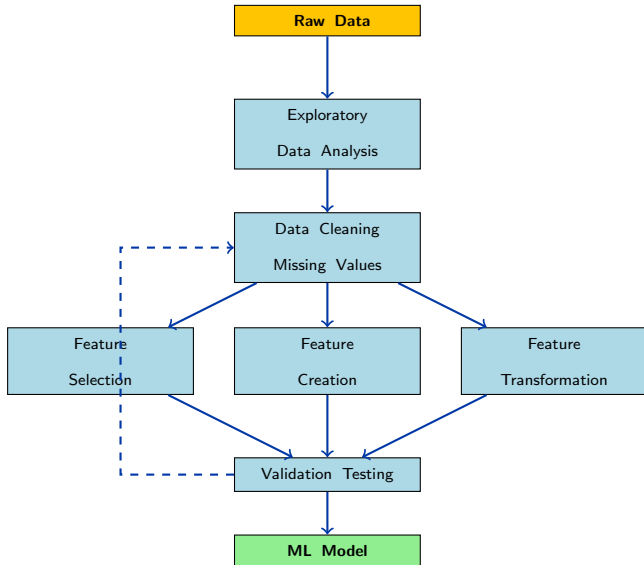 Raw Data
Exploratory
Data Analysis
Data Cleaning
Missing Values
Feature
Selection
Feature
Creation
Feature
Transformation
Validation Testing
ML Model